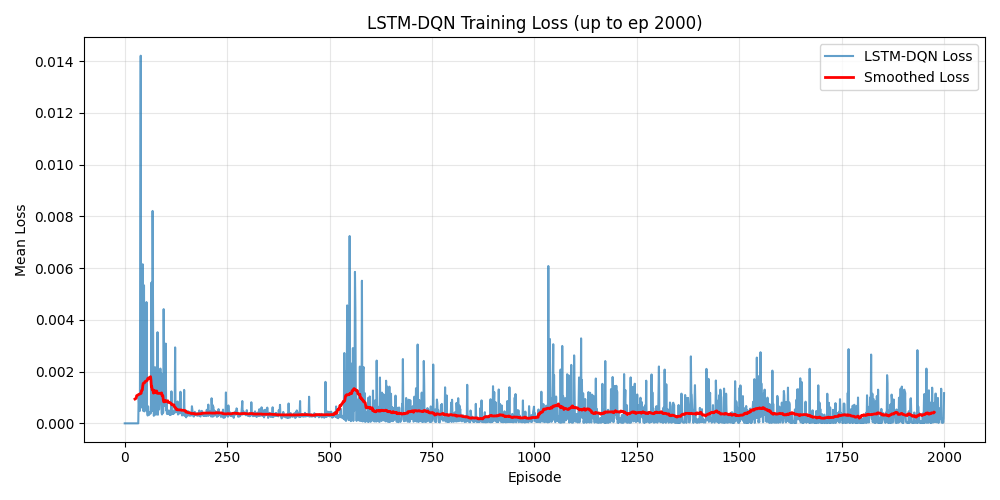 LSTM-DQN Training Loss (up to ep 2000)
LSTM-DQN Loss
Smoothed Loss
Mean Loss
0.014
0.012
0.010
0.008
0.006
0.004
0.002
0.000
0 250 500 750 1000 1250 1500 1750 2000
Episode